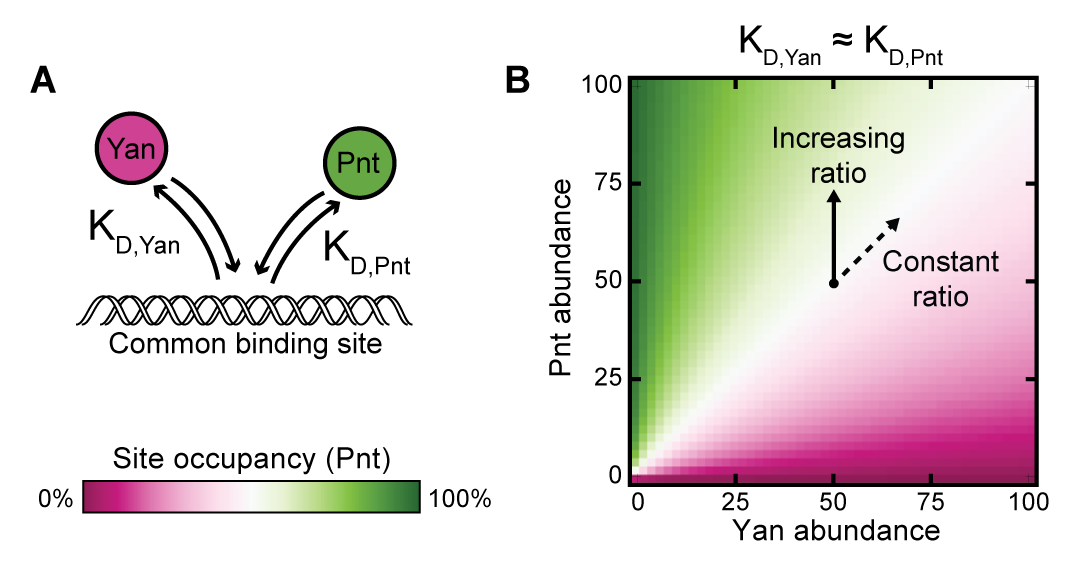 A
Yan
Pnt
K_D,Yan
K_D,Pnt
Common binding site
Site occupancy (Pnt)
0%
100%
B
K_D,Yan ≈ K_D,Pnt
100
75
50
25
0
Pnt abundance
Increasing
ratio
Constant
ratio
0
25
50
75
100
Yan abundance